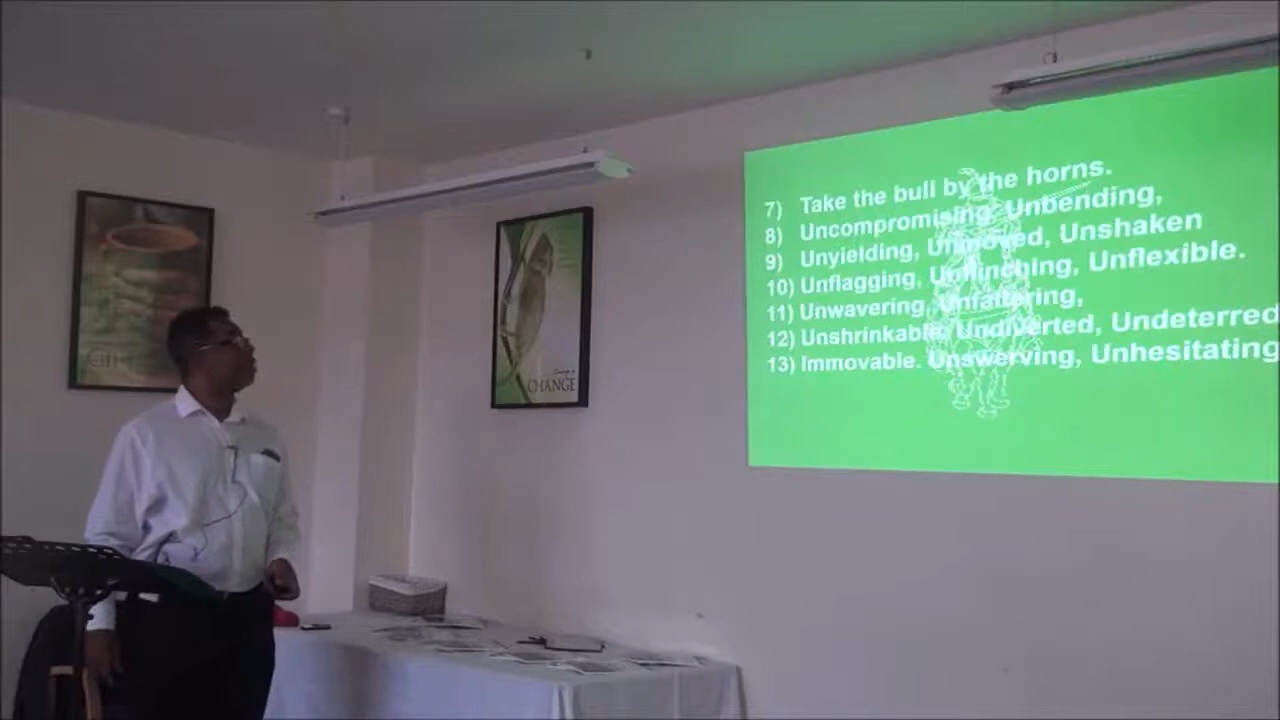 7) Take the bull by the horns.
8) Uncompromising, Unbending,
9) Unyielding, Unmoved, Unshaken
10) Unflagging, Unflinching, Unflexible.
11) Unwavering, Unfaltering,
12) Unshrinkable, Undiverted, Undeterred
13) Immovable. Unswerving, Unhesitating
CHANGE